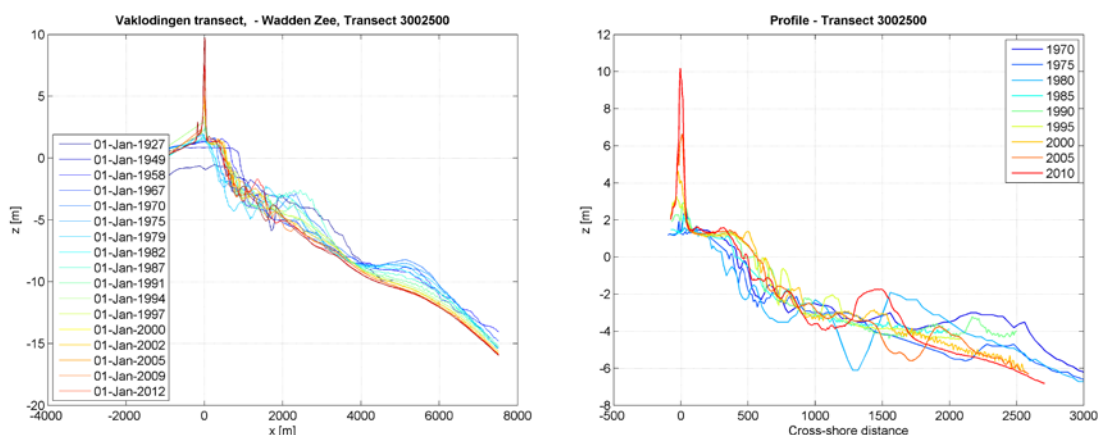 Vaklodingen transect,  - Wadden Zee, Transect 3002500
10
5
0
-5
-10
-15
-20
z [m]
01-Jan-1927
01-Jan-1949
01-Jan-1958
01-Jan-1967
01-Jan-1970
01-Jan-1975
01-Jan-1979
01-Jan-1982
01-Jan-1987
01-Jan-1991
01-Jan-1994
01-Jan-1997
01-Jan-2000
01-Jan-2002
01-Jan-2005
01-Jan-2009
01-Jan-2012
-4000 -2000 0 2000 4000 6000 8000
x [m]
Profile - Transect 3002500
12
10
8
6
4
2
0
-2
-4
-6
-8
z [m]
1970
1975
1980
1985
1990
1995
2000
2005
2010
-500 0 500 1000 1500 2000 2500 3000
Cross-shore distance